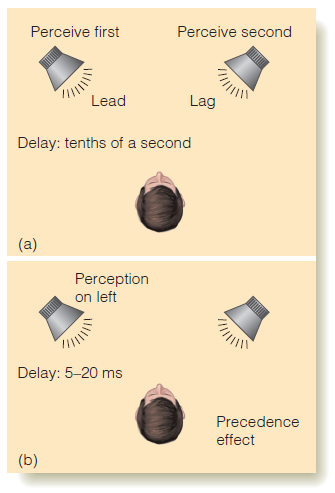 Perceive first
Perceive second
Lead
Lag
Delay: tenths of a second
(a)
Perception
on left
Delay: 5–20 ms
Precedence
effect
(b)